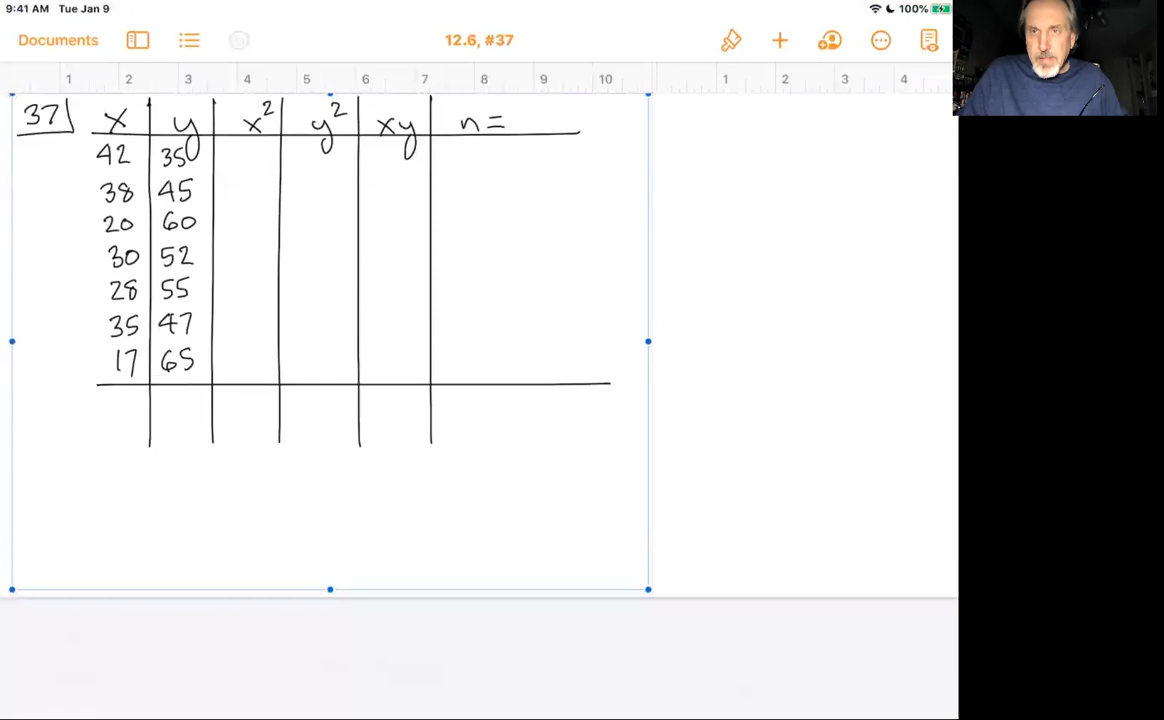 9:41 AM Tue Jan 9 100%
Documents 12.6, #37
1 2 3 4 5 6 7 8 9 10 1 2 3 4
37 x y x² y² xy n =
42 35
38 45
20 60
30 52
28 55
35 47
17 65